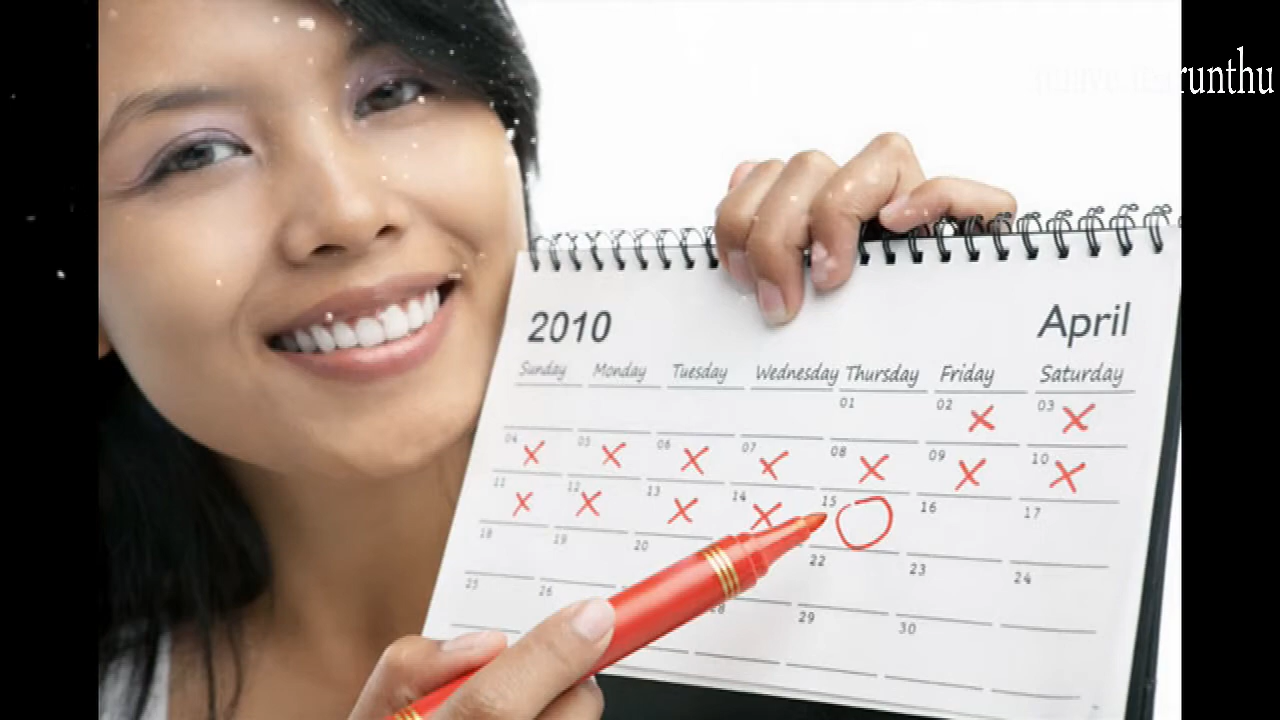 runthu
2010 April
Sunday Monday Tuesday Wednesday Thursday Friday Saturday
01 02 03
04 05 06 07 08 09 10
11 12 13 14 15 16 17
18 19 20 22 23 24
25 26 28 29 30